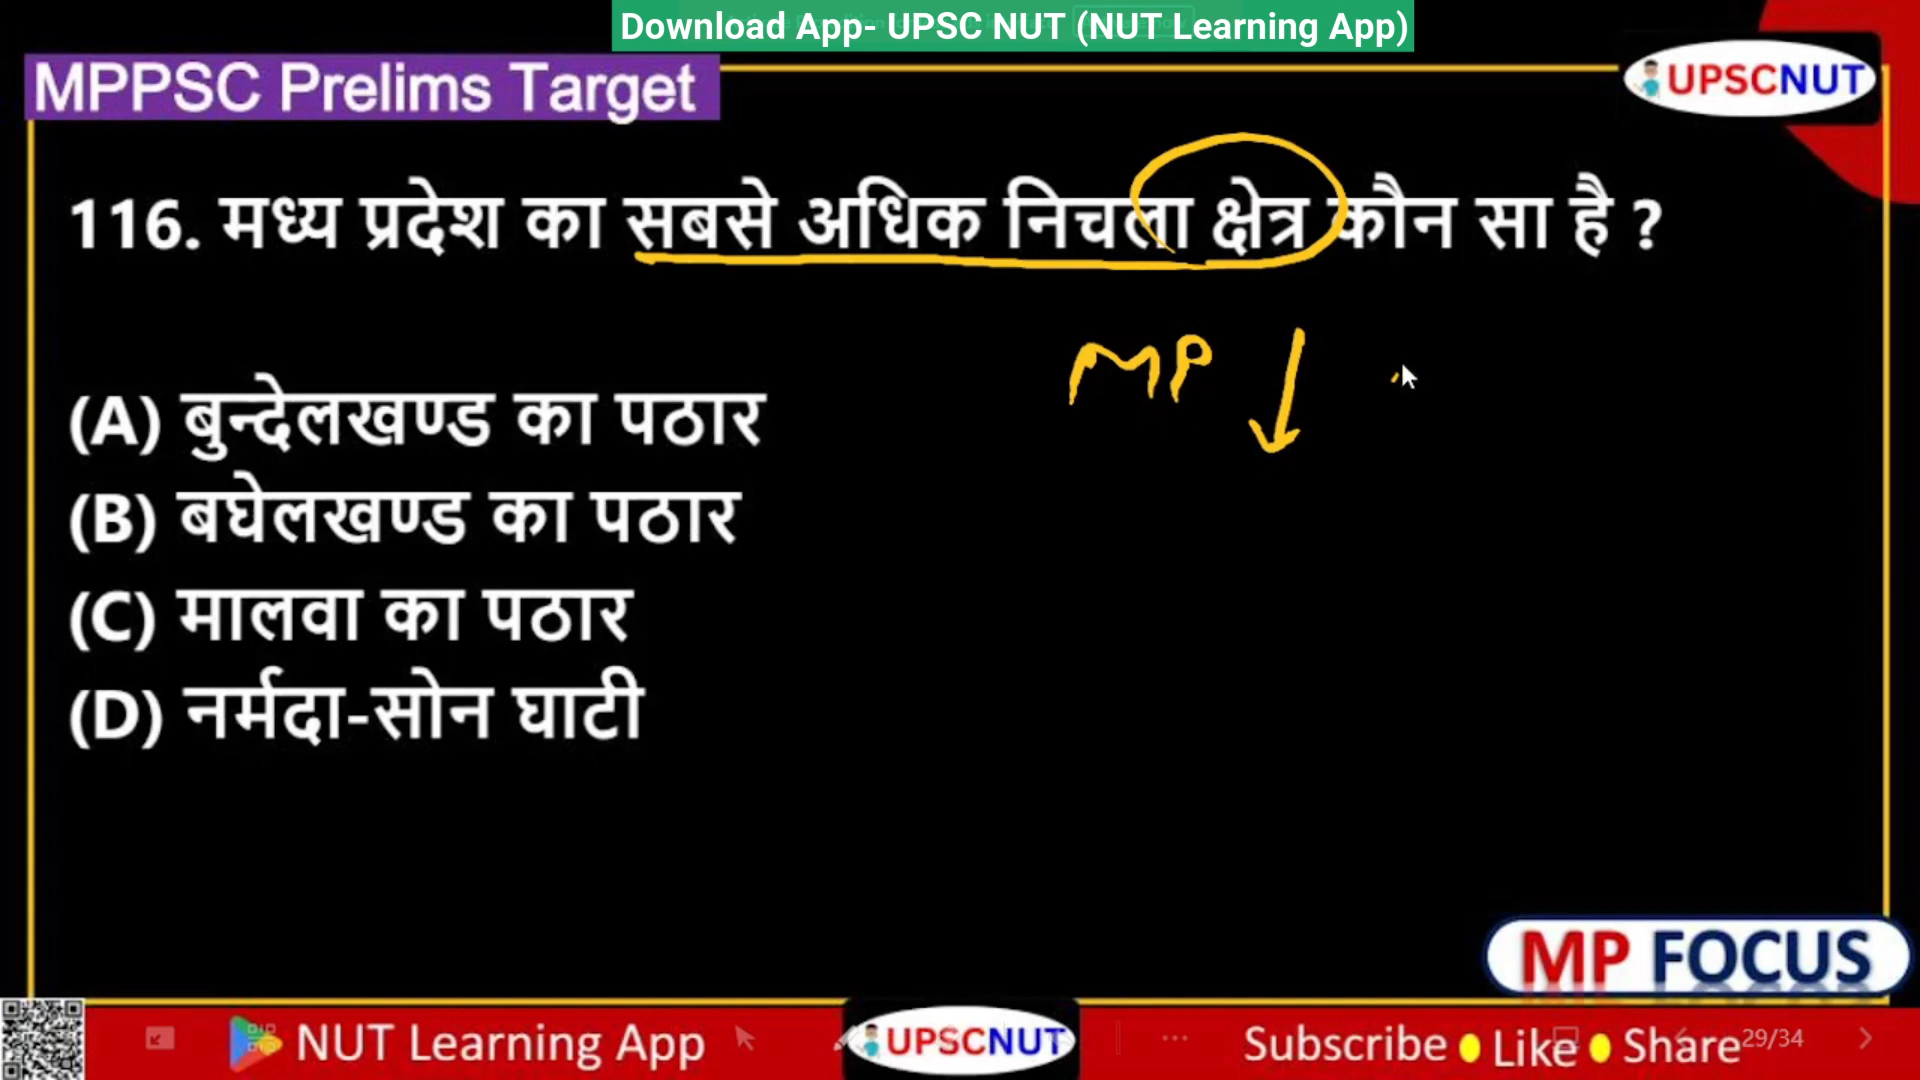 Download App- UPSC NUT (NUT Learning App)
MPPSC Prelims Target
UPSCNUT
116. मध्य प्रदेश का सबसे अधिक निचला क्षेत्र कौन सा है ?
MP
(A) बुन्देलखण्ड का पठार
(B) बघेलखण्ड का पठार
(C) मालवा का पठार
(D) नर्मदा-सोन घाटी
MP FOCUS
NUT Learning App
UPSCNUT
Subscribe Like Share
29/34